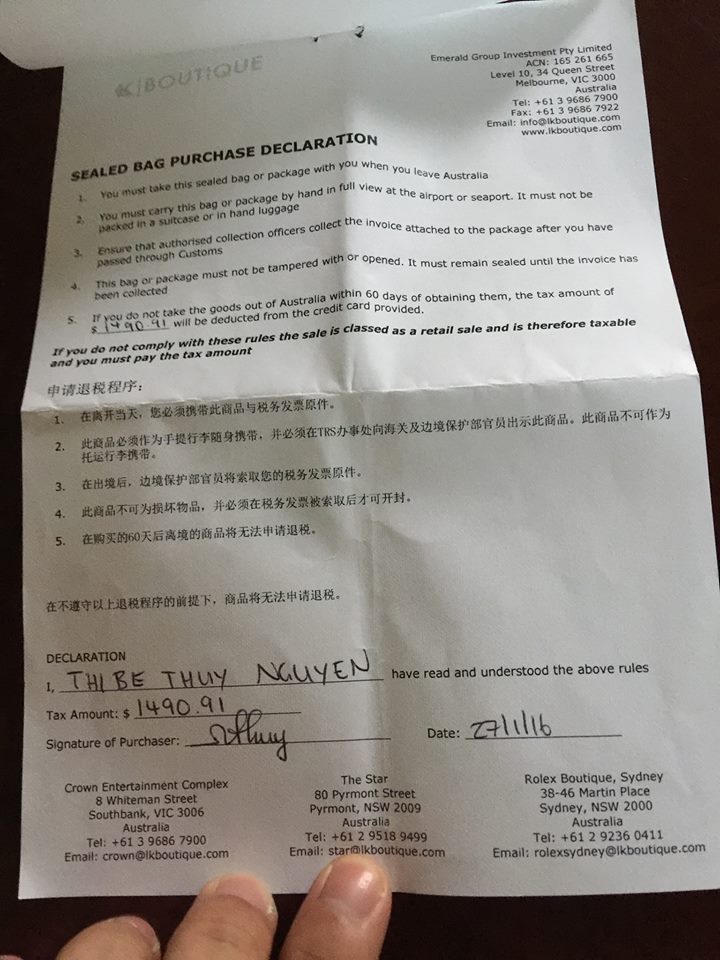 LK|BOUTIQUE
Emerald Group Investment Pty Limited
ACN: 165 261 665
Level 10, 34 Queen Street
Melbourne, VIC 3000
Australia
Tel: +61 3 9686 7900
Fax: +61 3 9686 7922
Email: info@lkboutique.com
www.lkboutique.com
SEALED BAG PURCHASE DECLARATION
1. You must take this sealed bag or package with you when you leave Australia
2. You must carry this bag or package by hand in full view at the airport or seaport. It must not be
packed in a suitcase or in hand luggage
3. Ensure that authorised collection officers collect the invoice attached to the package after you have
passed through Customs
4. This bag or package must not be tampered with or opened. It must remain sealed until the invoice has
been collected
5. If you do not take the goods out of Australia within 60 days of obtaining them, the tax amount of
$ 1490.91 will be deducted from the credit card provided.
If you do not comply with these rules the sale is classed as a retail sale and is therefore taxable
and you must pay the tax amount
申请退税程序：
1. 在离开当天，您必须携带此商品与税务发票原件。
2. 此商品必须作为手提行李随身携带，并必须在TRS办事处向海关及边境保护部官员出示此商品。此商品不可作为
托运行李携带。
3. 在出境后，边境保护部官员将索取您的税务发票原件。
4. 此商品不可为损坏物品，并必须在税务发票被索取后才可开封。
5. 在购买的60天后离境的商品将无法申请退税。
在不遵守以上退税程序的前提下，商品将无法申请退税。
DECLARATION
I, THI BE THUY NGUYEN have read and understood the above rules
Tax Amount: $ 1490.91
Signature of Purchaser: Date: 27/1/16
Crown Entertainment Complex
8 Whiteman Street
Southbank, VIC 3006
Australia
Tel: +61 3 9686 7900
Email: crown@lkboutique.com
The Star
80 Pyrmont Street
Pyrmont, NSW 2009
Australia
Tel: +61 2 9518 9499
Email: star@lkboutique.com
Rolex Boutique, Sydney
38-46 Martin Place
Sydney, NSW 2000
Australia
Tel: +61 2 9236 0411
Email: rolexsydney@lkboutique.com